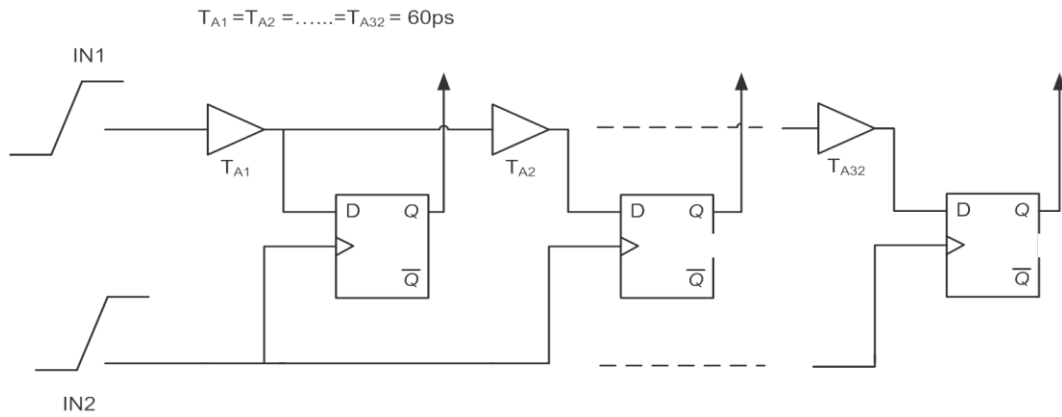 T_A1 =T_A2 =......=T_A32 = 60ps
IN1
T_A1
T_A2
T_A32
D Q
D Q
D Q
Q̅
Q̅
Q̅
IN2